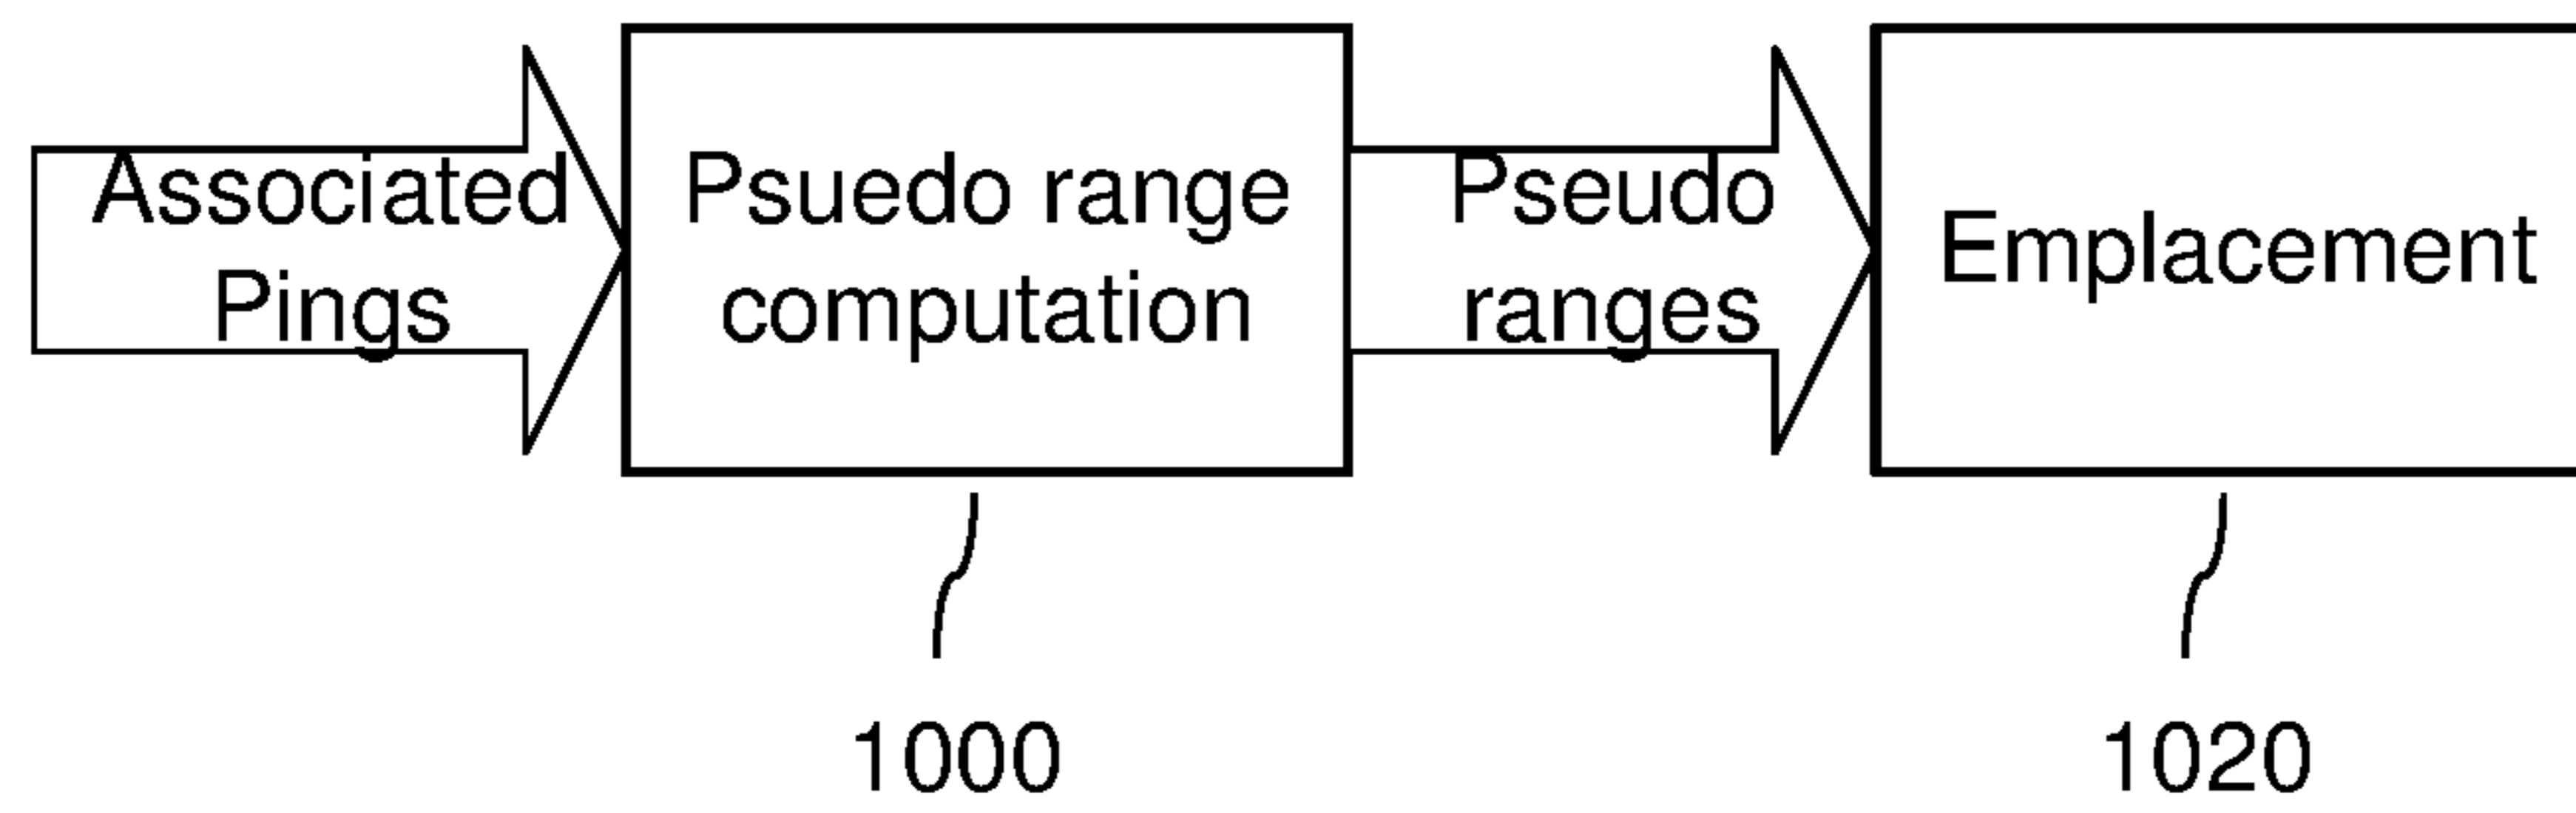 Associated
Pings
Psuedo range
computation
Pseudo
ranges
Emplacement
1000
1020